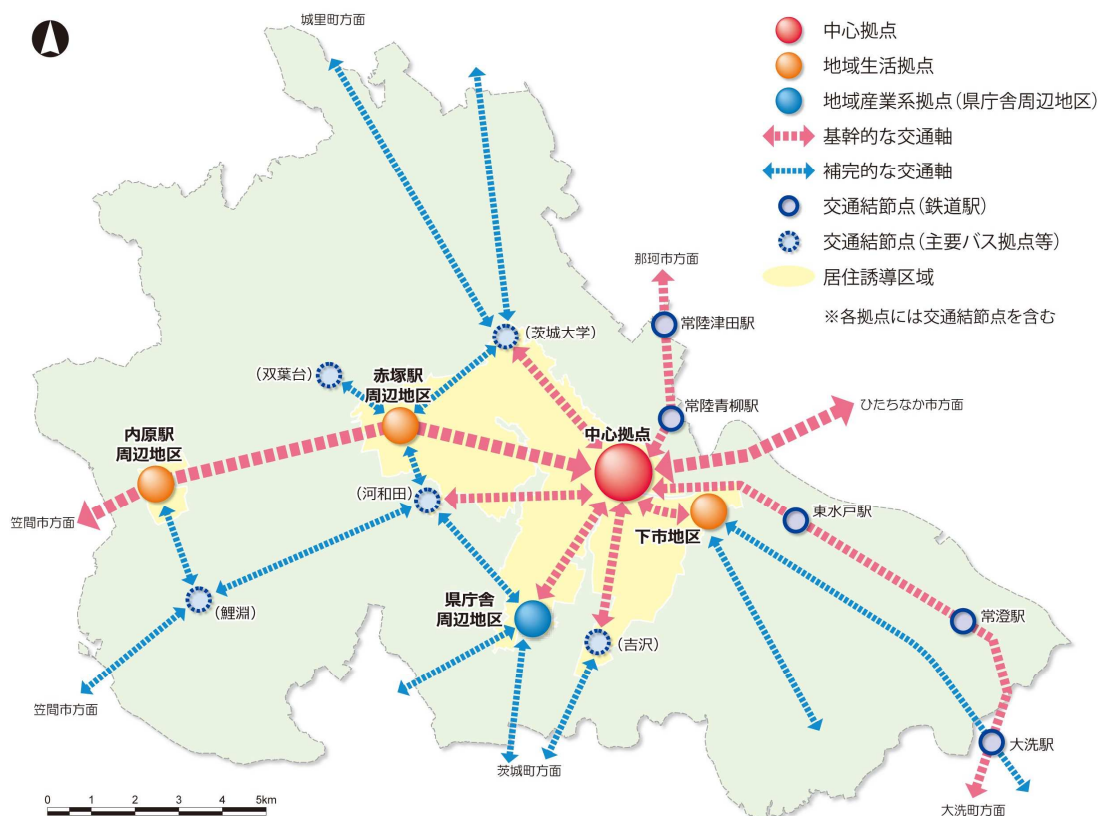 城里町方面
中心拠点
地域生活拠点
地域産業系拠点(県庁舎周辺地区)
基幹的な交通軸
補完的な交通軸
交通結節点(鉄道駅)
交通結節点(主要バス拠点等)
居住誘導区域
※各拠点には交通結節点を含む
那珂市方面
常陸津田駅
(茨城大学)
(双葉台)
赤塚駅
周辺地区
常陸青柳駅
ひたちなか市方面
中心拠点
内原駅
周辺地区
(河和田)
笠間市方面
東水戸駅
下市地区
県庁舎
周辺地区
(鯉淵)
(吉沢)
常澄駅
笠間市方面
大洗駅
茨城町方面
大洗町方面
0 1 2 3 4 5km